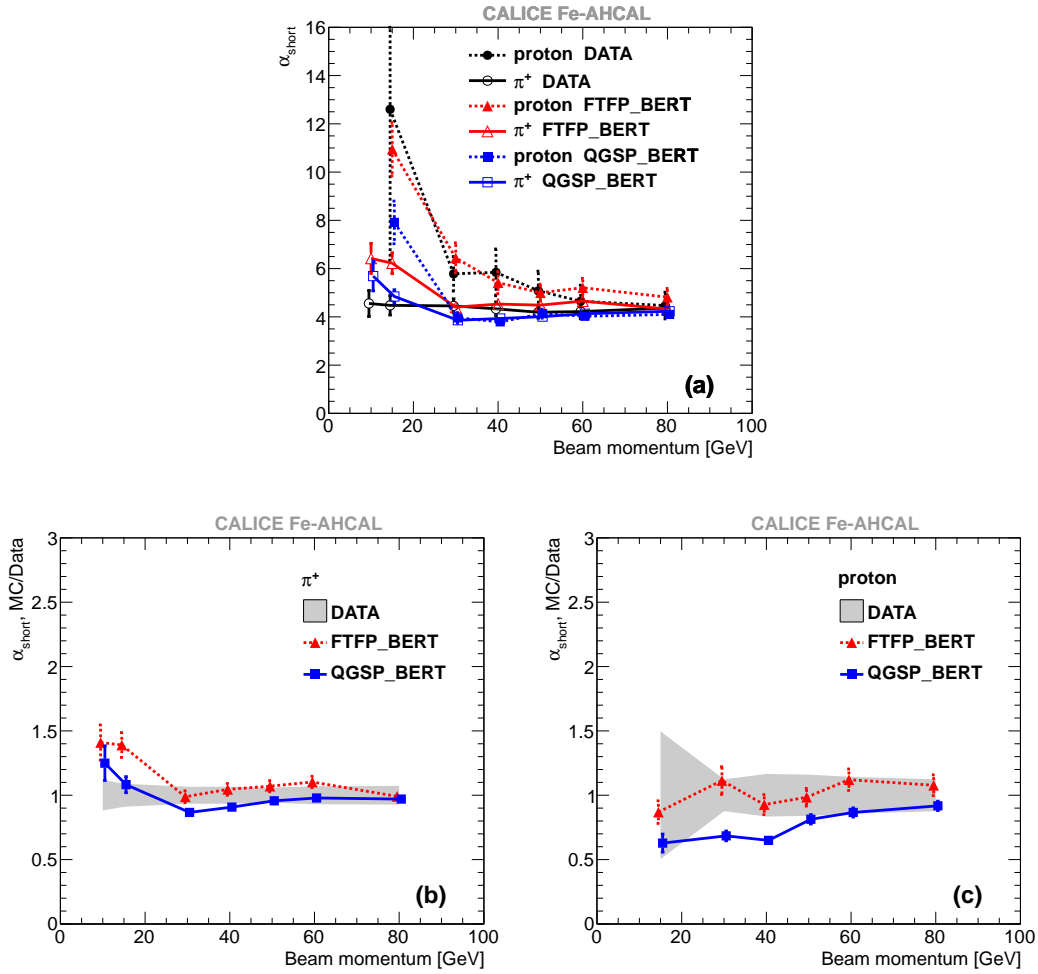 CALICE Fe-AHCAL
α_short
16
14
12
10
8
6
4
2
0
proton DATA
π⁺ DATA
proton FTFP_BERT
π⁺ FTFP_BERT
proton QGSP_BERT
π⁺ QGSP_BERT
(a)
0 20 40 60 80 100
Beam momentum [GeV]
CALICE Fe-AHCAL
α_short, MC/Data
3
2.5
2
1.5
1
0.5
0
π⁺
DATA
FTFP_BERT
QGSP_BERT
(b)
0 20 40 60 80 100
Beam momentum [GeV]
CALICE Fe-AHCAL
α_short, MC/Data
3
2.5
2
1.5
1
0.5
0
proton
DATA
FTFP_BERT
QGSP_BERT
(c)
0 20 40 60 80 100
Beam momentum [GeV]